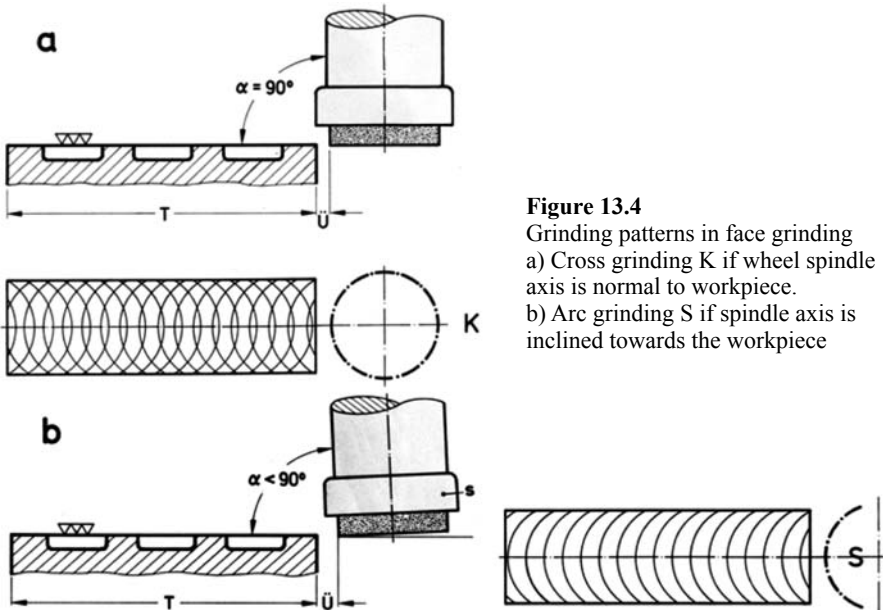 a
α = 90°
T
Ü
K
Figure 13.4
Grinding patterns in face grinding
a) Cross grinding K if wheel spindle
axis is normal to workpiece.
b) Arc grinding S if spindle axis is
inclined towards the workpiece
b
α < 90°
s
T
Ü
S